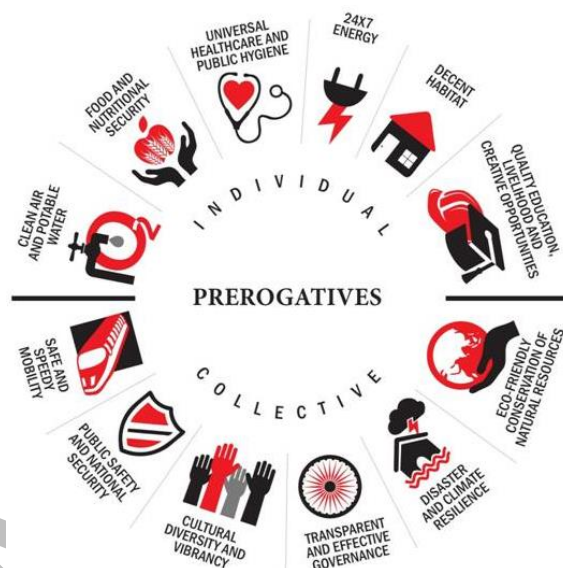 CLEAN AIR
AND POTABLE
WATER
FOOD AND
NUTRITIONAL
SECURITY
UNIVERSAL
HEALTHCARE AND
PUBLIC HYGIENE
24X7
ENERGY
DECENT
HABITAT
QUALITY EDUCATION,
LIVELIHOOD AND
CREATIVE OPPORTUNITIES
INDIVIDUAL
PREROGATIVES
COLLECTIVE
SAFE AND
SPEEDY
MOBILITY
PUBLIC SAFETY
AND NATIONAL
SECURITY
CULTURAL
DIVERSITY AND
VIBRANCY
TRANSPARENT
AND EFFECTIVE
GOVERNANCE
DISASTER
AND CLIMATE
RESILIENCE
ECO-FRIENDLY
CONSERVATION OF
NATURAL RESOURCES